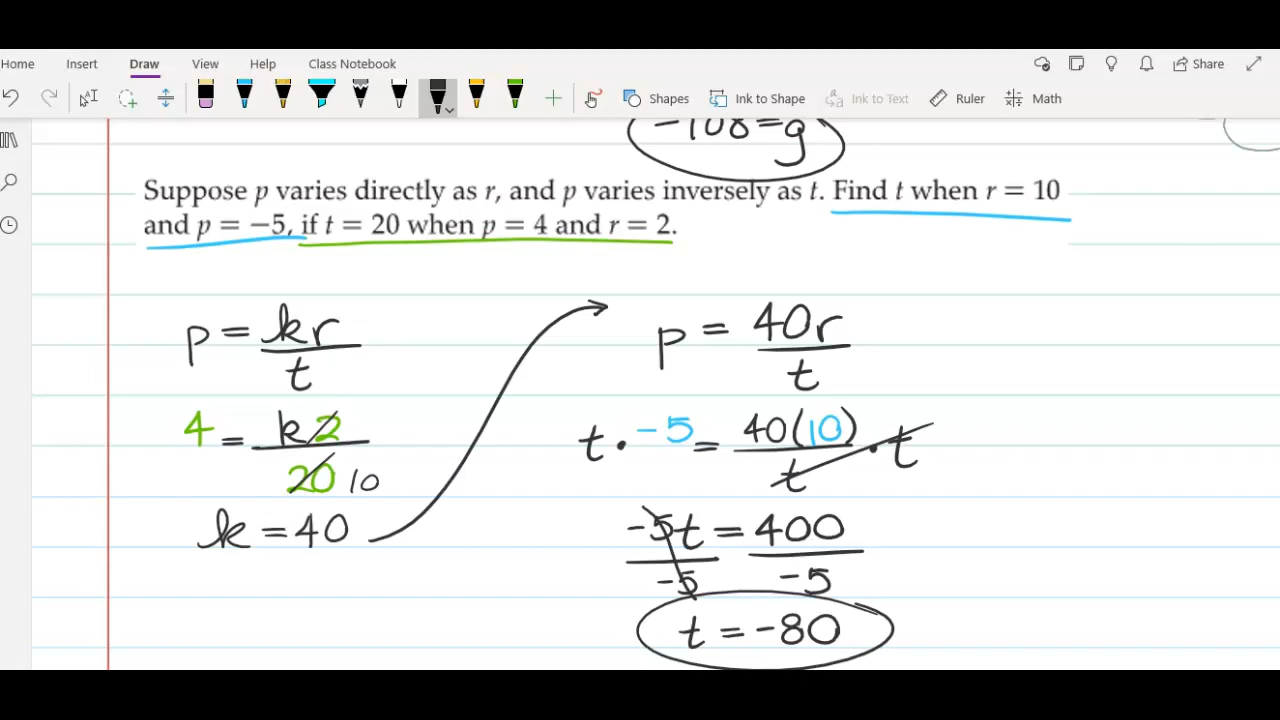 Home Insert Draw View Help Class Notebook Share
Shapes Ink to Shape Ink to Text Ruler Math
-108=g
Suppose p varies directly as r, and p varies inversely as t. Find t when r = 10
and p = −5, if t = 20 when p = 4 and r = 2.
p = kr/t
4 = k2/20 10
k = 40
p = 40r/t
t · -5 = 40(10)/t · t
-5t/-5 = 400/-5
t = -80